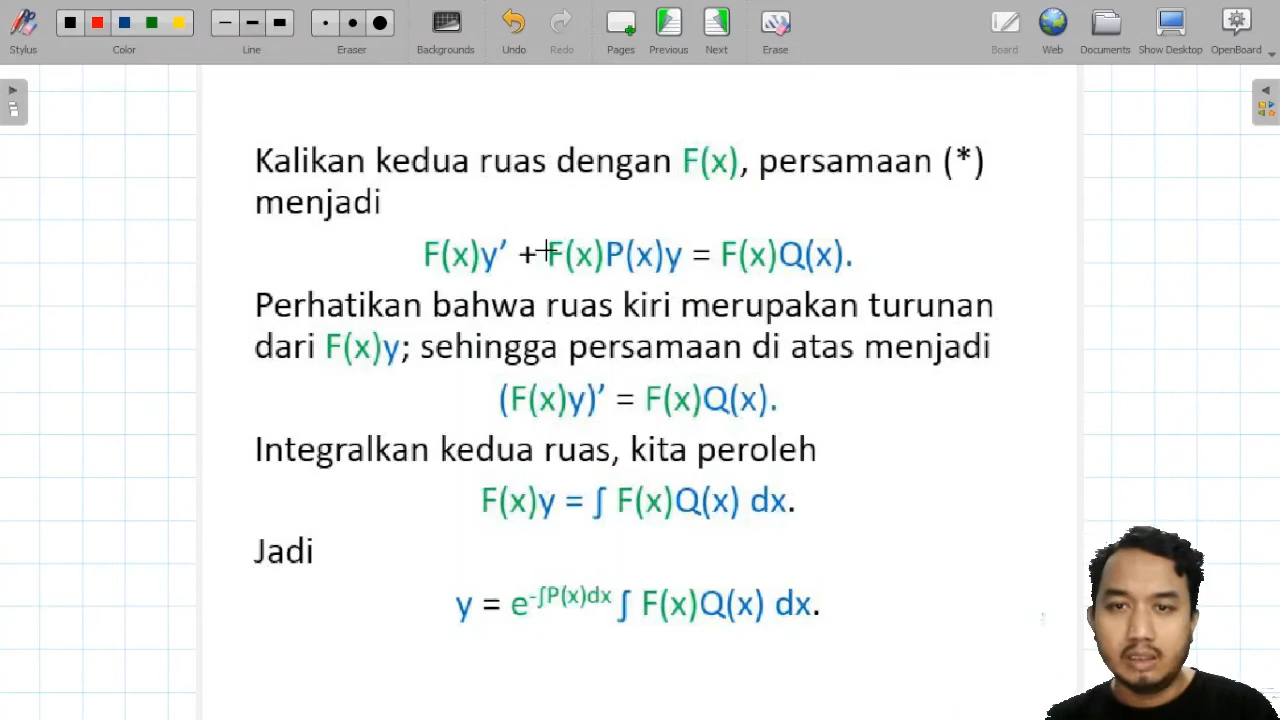 Stylus Color Line Eraser Backgrounds Undo Redo Pages Previous Next Erase Board Web Documents Show Desktop OpenBoard
Kalikan kedua ruas dengan F(x), persamaan (*)
menjadi
F(x)y’ + F(x)P(x)y = F(x)Q(x).
Perhatikan bahwa ruas kiri merupakan turunan
dari F(x)y; sehingga persamaan di atas menjadi
(F(x)y)’ = F(x)Q(x).
Integralkan kedua ruas, kita peroleh
F(x)y = ∫ F(x)Q(x) dx.
Jadi
y = e^-∫P(x)dx ∫ F(x)Q(x) dx.